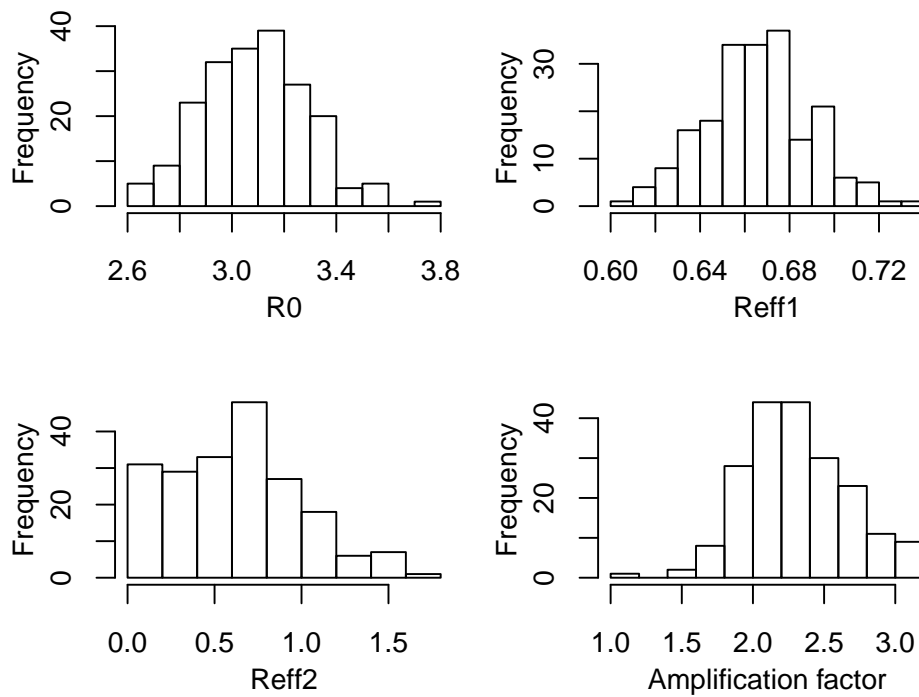 Frequency
0 20 40
2.6 3.0 3.4 3.8
R0
Frequency
0 10 30
0.60 0.64 0.68 0.72
Reff1
Frequency
0 20 40
0.0 0.5 1.0 1.5
Reff2
Frequency
0 20 40
1.0 1.5 2.0 2.5 3.0
Amplification factor